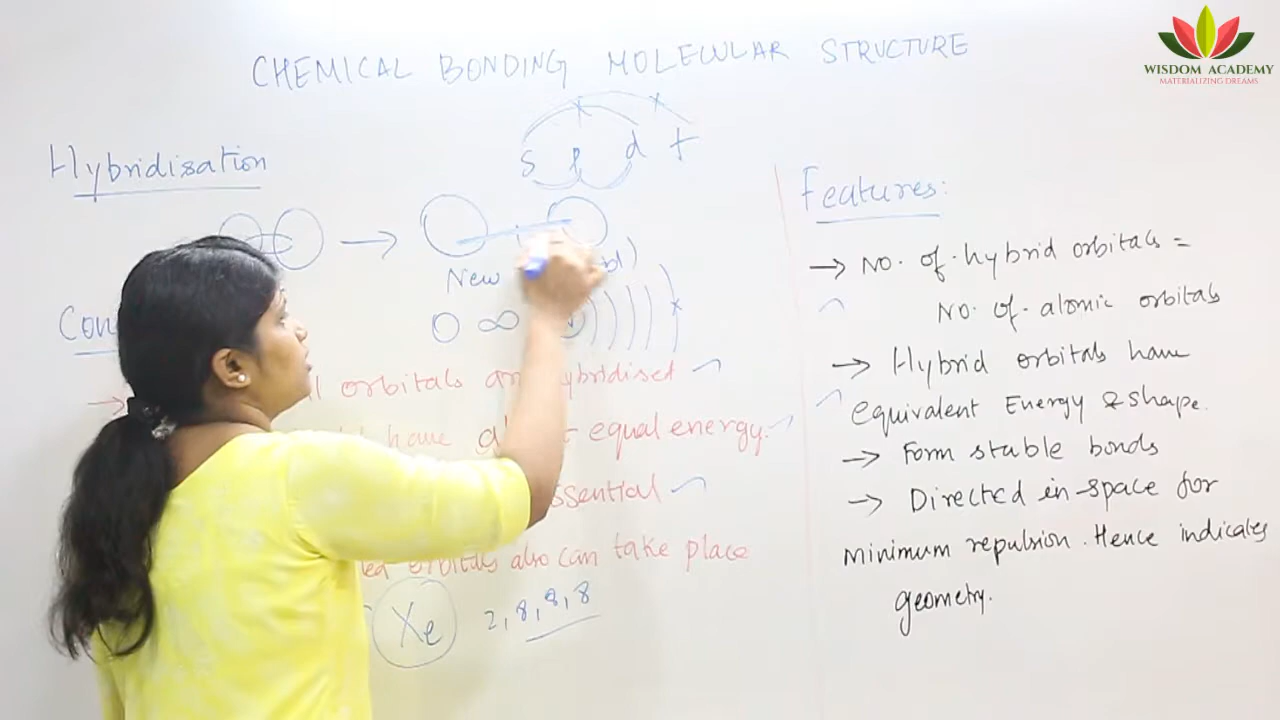 CHEMICAL BONDING MOLECULAR STRUCTURE
WISDOM ACADEMY
MATERIALIZING DREAMS
Hybridisation
s p d f
New
Con
orbitals are hybridised
have equal energy.
ssential
orbitals also can take place
Xe 2, 8, 8, 8
Features:
→ No. of hybrid orbitals =
No. of atomic orbitals
→ Hybrid orbitals have
equivalent Energy & shape.
→ Form stable bonds
→ Directed in-space for
minimum repulsion. Hence indicates
geometry.